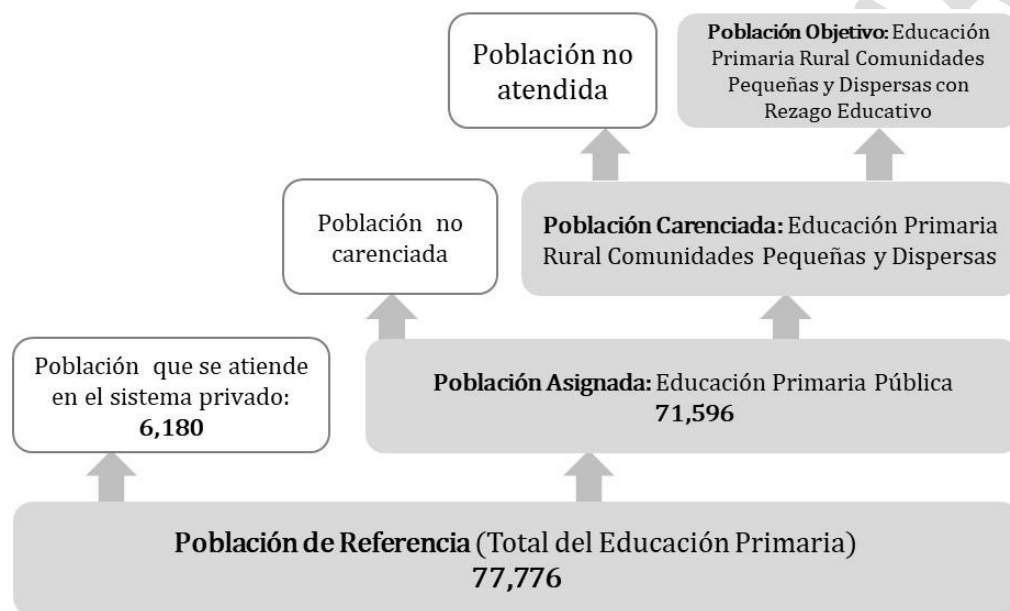 Población no
atendida
Población Objetivo: Educación
Primaria Rural Comunidades
Pequeñas y Dispersas con
Rezago Educativo
Población no
carenciada
Población Carenciada: Educación Primaria
Rural Comunidades Pequeñas y Dispersas
Población que se atiende
en el sistema privado:
6,180
Población Asignada: Educación Primaria Pública
71,596
Población de Referencia (Total del Educación Primaria)
77,776